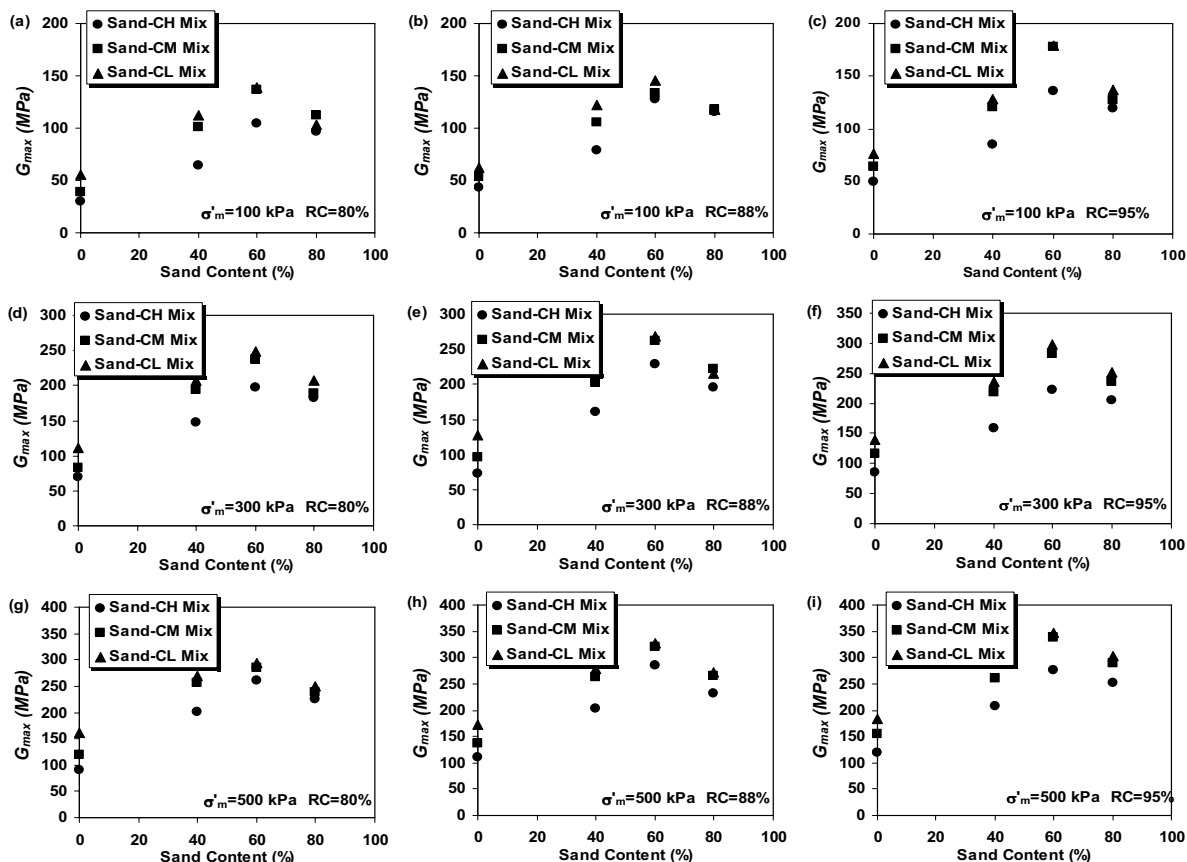 (a)
Sand-CH Mix
Sand-CM Mix
Sand-CL Mix
200
150
100
50
0
0 20 40 60 80 100
Gmax (MPa)
σ'm=100 kPa RC=80%
Sand Content (%)
(b)
Sand-CH Mix
Sand-CM Mix
Sand-CL Mix
200
150
100
50
0
0 20 40 60 80 100
Gmax (MPa)
σ'm=100 kPa RC=88%
Sand Content (%)
(c)
Sand-CH Mix
Sand-CM Mix
Sand-CL Mix
200
150
100
50
0
0 20 40 60 80 100
Gmax (MPa)
σ'm=100 kPa RC=95%
Sand Content (%)
(d)
Sand-CH Mix
Sand-CM Mix
Sand-CL Mix
300
250
200
150
100
50
0
0 20 40 60 80 100
Gmax (MPa)
σ'm=300 kPa RC=80%
Sand Content (%)
(e)
Sand-CH Mix
Sand-CM Mix
Sand-CL Mix
300
250
200
150
100
50
0
0 20 40 60 80 100
Gmax (MPa)
σ'm=300 kPa RC=88%
Sand Content (%)
(f)
Sand-CH Mix
Sand-CM Mix
Sand-CL Mix
350
300
250
200
150
100
50
0
0 20 40 60 80 100
Gmax (MPa)
σ'm=300 kPa RC=95%
Sand Content (%)
(g)
Sand-CH Mix
Sand-CM Mix
Sand-CL Mix
400
350
300
250
200
150
100
50
0
0 20 40 60 80 100
Gmax (MPa)
σ'm=500 kPa RC=80%
Sand Content (%)
(h)
Sand-CH Mix
Sand-CM Mix
Sand-CL Mix
400
350
300
250
200
150
100
50
0
0 20 40 60 80 100
Gmax (MPa)
σ'm=500 kPa RC=88%
Sand Content (%)
(i)
Sand-CH Mix
Sand-CM Mix
Sand-CL Mix
400
350
300
250
200
150
100
50
0
0 20 40 60 80 100
Gmax (MPa)
σ'm=500 kPa RC=95%
Sand Content (%)